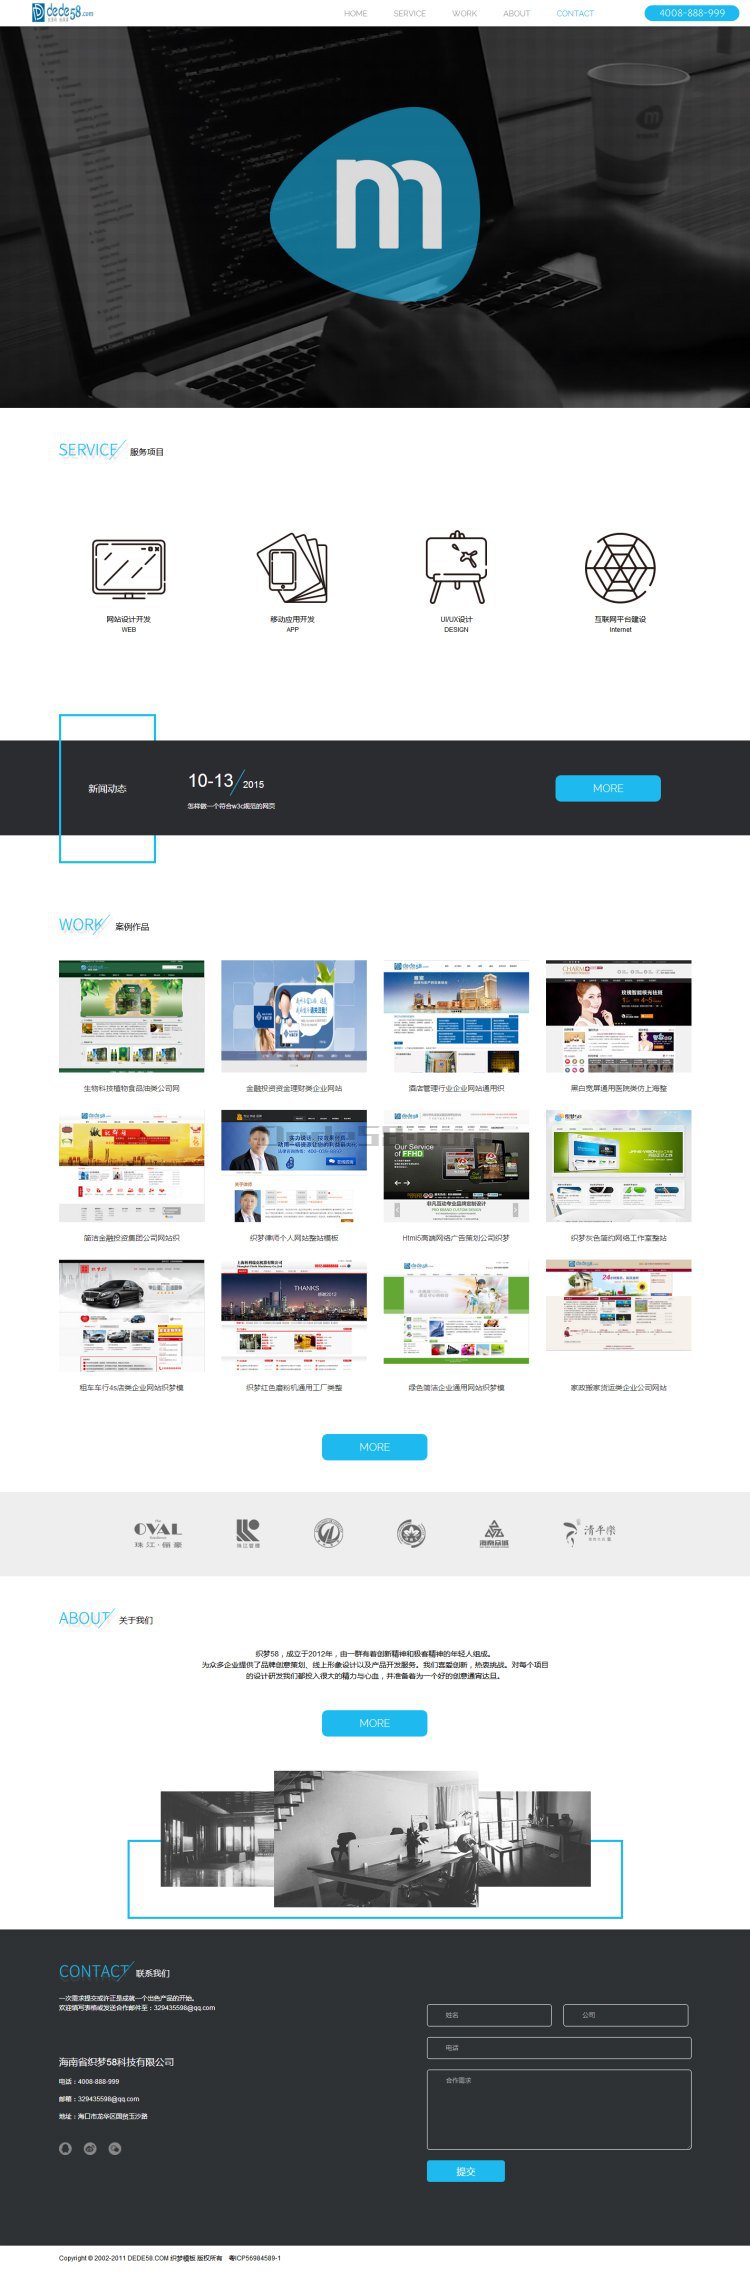 dede58.com
HOME SERVICE WORK ABOUT CONTACT 4008-888-999
m
SERVICE 服务项目
网站设计开发 移动应用开发 UI/UX设计 互联网平台建设
WEB APP DESIGN Internet
新闻动态 10-13 2015 MORE
怎样做一个符合w3c规范的网页
WORK 案例作品
生物科技植物食品油类公司网 金融投资资金理财类企业网站 酒店管理行业企业网站通用织 黑白宽屏通用医院类仿上海整
Our Service
of EFHD
简洁金融投资集团公司网站织 织梦律师个人网站整站模板 Html5高端网络广告策划公司织梦 织梦灰色简约网络工作室整站
THANKS
租车车行4s店类企业网站织梦模 织梦红色磨粉机通用工厂类整 绿色简洁企业通用网站织梦模 家政搬家货运类企业公司网站
MORE
The
OVAL
珠江·俪豪 珠江管理 清平乐
ABOUT 关于我们
织梦58，成立于2012年，由一群有着创新精神和极客精神的年轻人组成。
为众多企业提供了品牌创意策划、线上形象设计以及产品开发服务。我们喜爱创新，热衷挑战。对每个项目
的设计研发我们都投入很大的精力与心血，并准备着为一个好的创意通宵达旦。
MORE
CONTACT 联系我们
一次需求提交或许正是成就一个出色产品的开始。
欢迎填写表格或发送合作邮件至：329435598@qq.com
姓名 公司
电话
合作需求
海南省织梦58科技有限公司
电话：4008-888-999
邮箱：329435598@qq.com
地址：海口市龙华区国贸玉沙路
提交
Copyright © 2002-2011 DEDE58.COM 织梦模板 版权所有 粤ICP56984589-1